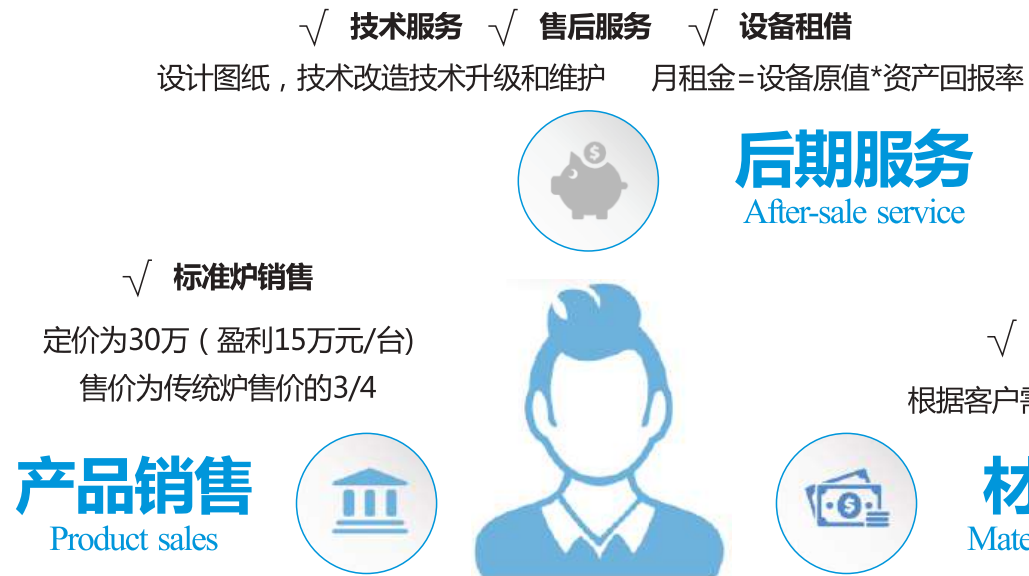 √ 技术服务 √ 售后服务 √ 设备租借
设计图纸，技术改造技术升级和维护 月租金=设备原值*资产回报率
后期服务
After-sale service
√ 标准炉销售
定价为30万（盈利15万元/台)
售价为传统炉售价的3/4
√
根据客户
产品销售
Product sales
材
Mate